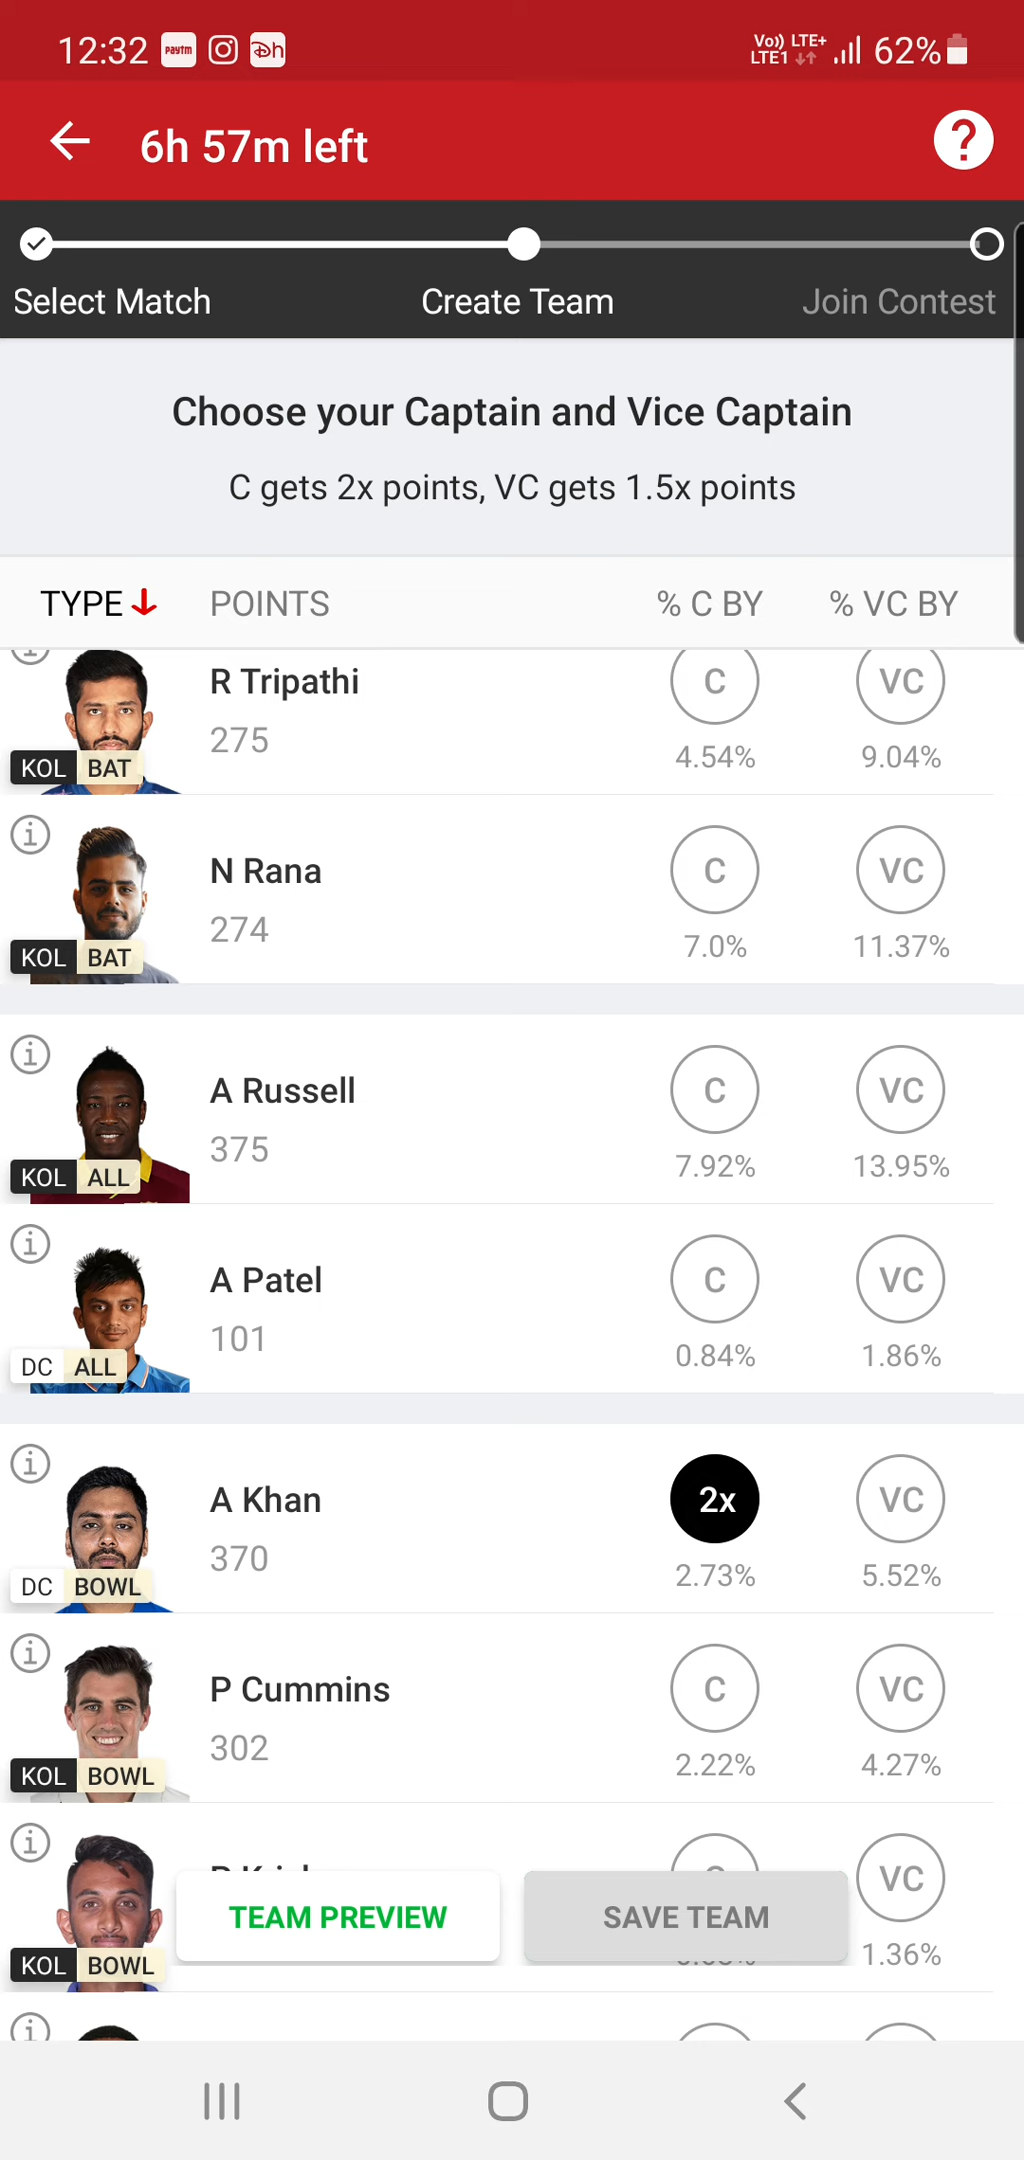 12:32 Paytm Dh Vo)) LTE+ LTE1 62%
6h 57m left ?
Select Match Create Team Join Contest
Choose your Captain and Vice Captain
C gets 2x points, VC gets 1.5x points
TYPE POINTS % C BY % VC BY
R Tripathi C VC
275 4.54% 9.04%
KOL BAT
N Rana C VC
274 7.0% 11.37%
KOL BAT
A Russell C VC
375 7.92% 13.95%
KOL ALL
A Patel C VC
101 0.84% 1.86%
DC ALL
A Khan 2x VC
370 2.73% 5.52%
DC BOWL
P Cummins C VC
302 2.22% 4.27%
KOL BOWL
VC
TEAM PREVIEW SAVE TEAM
1.36%
KOL BOWL